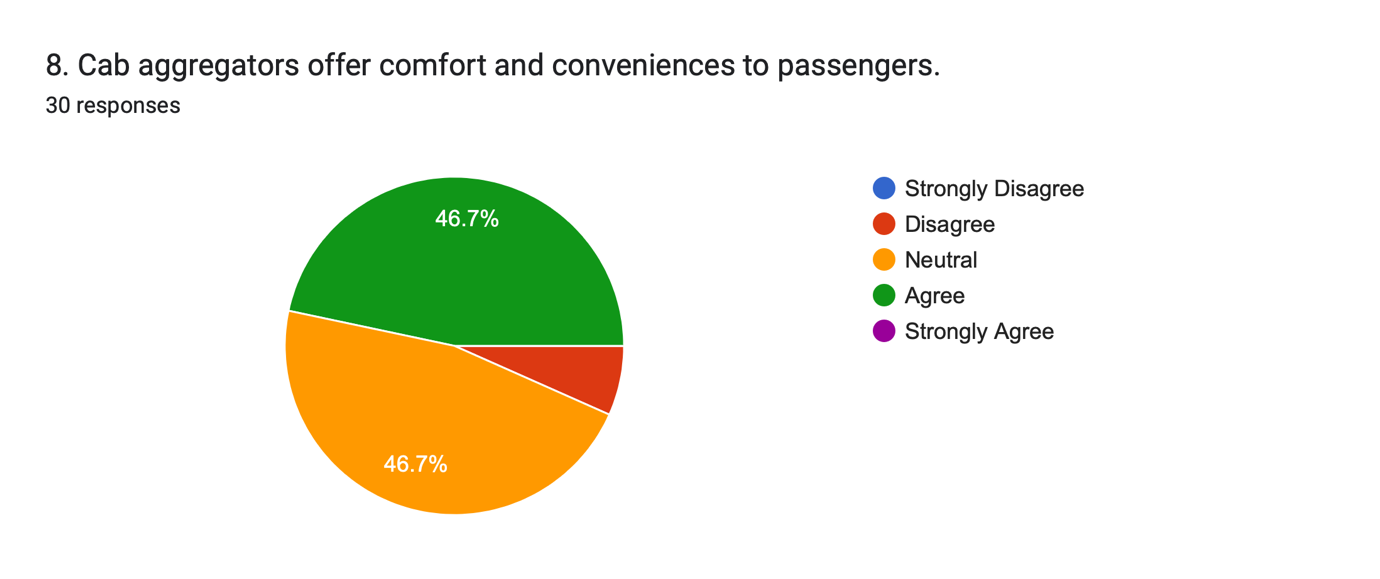 8. Cab aggregators offer comfort and conveniences to passengers.
30 responses
46.7%
46.7%
Strongly Disagree
Disagree
Neutral
Agree
Strongly Agree